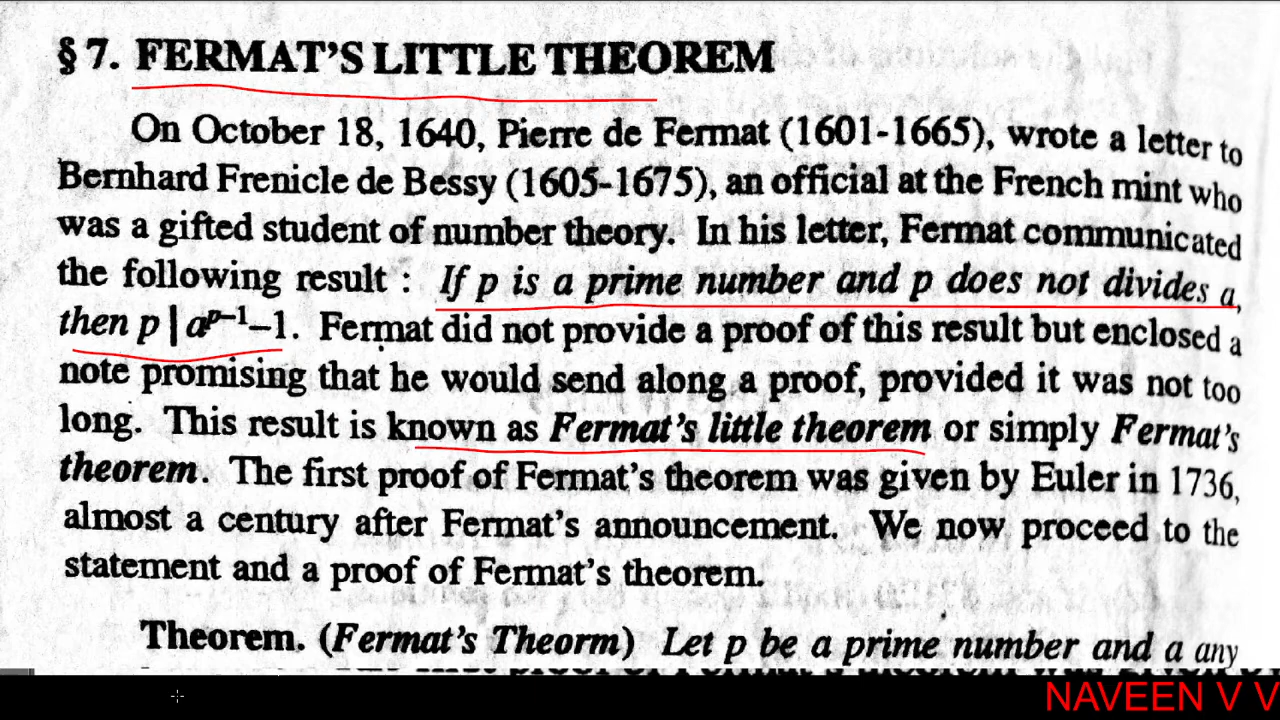 § 7. FERMAT'S LITTLE THEOREM
On October 18, 1640, Pierre de Fermat (1601-1665), wrote a letter to
Bernhard Frenicle de Bessy (1605-1675), an official at the French mint who
was a gifted student of number theory. In his letter, Fermat communicated
the following result : If p is a prime number and p does not divides a,
then p | aᵖ⁻¹–1. Fermat did not provide a proof of this result but enclosed a
note promising that he would send along a proof, provided it was not too
long. This result is known as Fermat's little theorem or simply Fermat's
theorem. The first proof of Fermat's theorem was given by Euler in 1736,
almost a century after Fermat's announcement. We now proceed to the
statement and a proof of Fermat's theorem.
Theorem. (Fermat's Theorm) Let p be a prime number and a any
NAVEEN V V